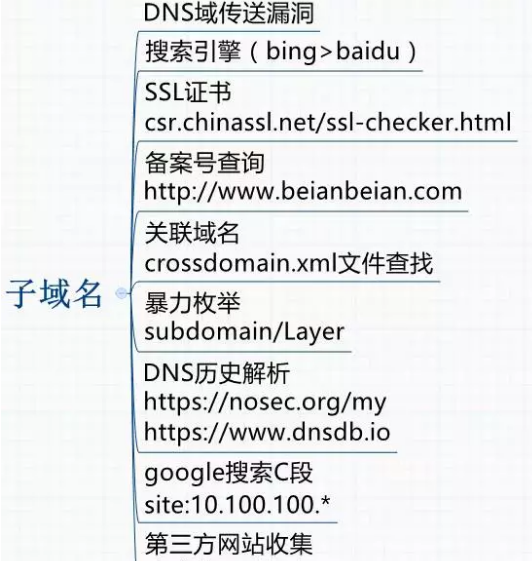 DNS域传送漏洞
搜索引擎（bing>baidu）
SSL证书
csr.chinassl.net/ssl-checker.html
备案号查询
http://www.beianbeian.com
关联域名
crossdomain.xml文件查找
子域名
暴力枚举
subdomain/Layer
DNS历史解析
https://nosec.org/my
https://www.dnsdb.io
google搜索C段
site:10.100.100.*
第三方网站收集